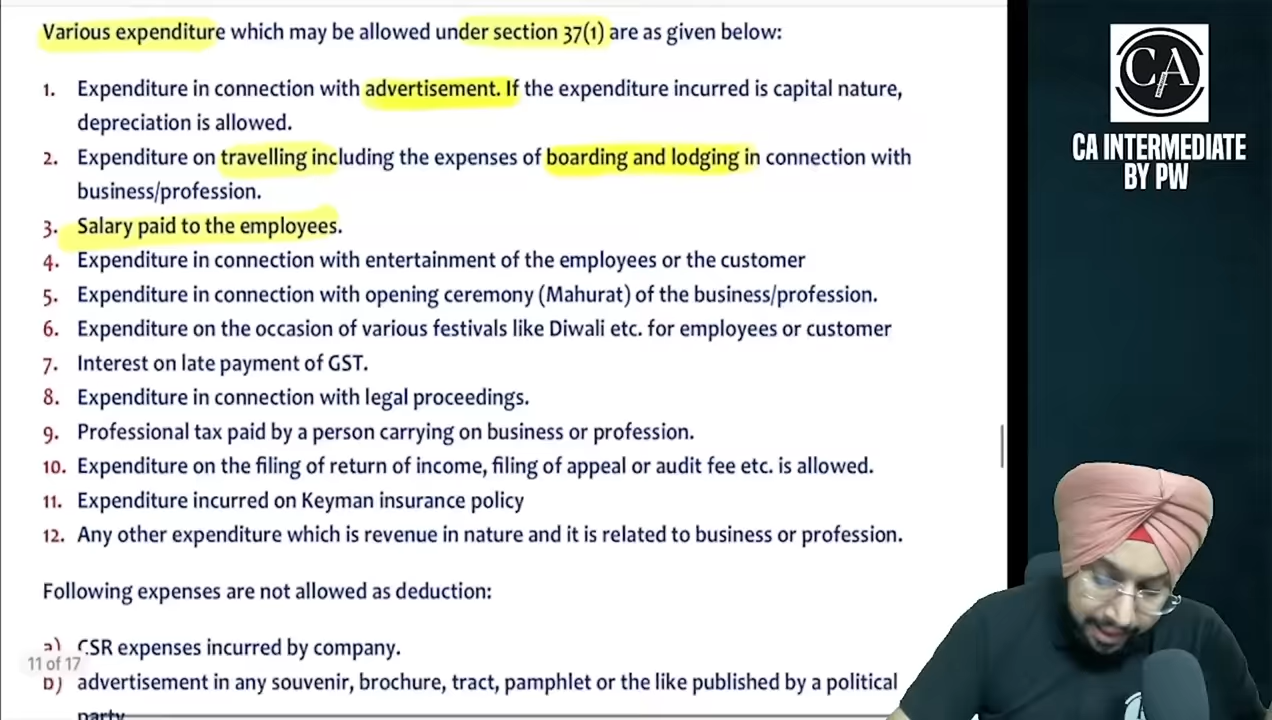 Various expenditure which may be allowed under section 37(1) are as given below:
1. Expenditure in connection with advertisement. If the expenditure incurred is capital nature,
depreciation is allowed.
2. Expenditure on travelling including the expenses of boarding and lodging in connection with
business/profession.
3. Salary paid to the employees.
4. Expenditure in connection with entertainment of the employees or the customer
5. Expenditure in connection with opening ceremony (Mahurat) of the business/profession.
6. Expenditure on the occasion of various festivals like Diwali etc. for employees or customer
7. Interest on late payment of GST.
8. Expenditure in connection with legal proceedings.
9. Professional tax paid by a person carrying on business or profession.
10. Expenditure on the filing of return of income, filing of appeal or audit fee etc. is allowed.
11. Expenditure incurred on Keyman insurance policy
12. Any other expenditure which is revenue in nature and it is related to business or profession.
Following expenses are not allowed as deduction:
a) CSR expenses incurred by company.
11 of 17
b) advertisement in any souvenir, brochure, tract, pamphlet or the like published by a political
party
CA
CA INTERMEDIATE
BY PW